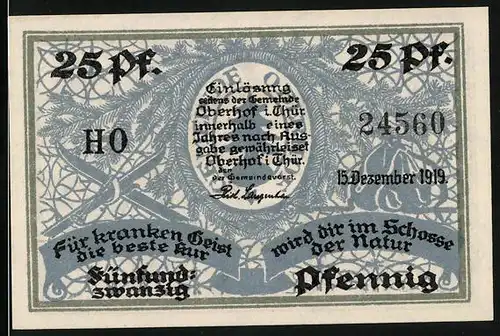 25 Pf.
25 Pf.
Einlösung
seitens der Gemeinde
Oberhof i. Thür.
innerhalb eines
Jahres nach Aus-
gabe gewährleistet
Oberhof i. Thür.
den
der Gemeindevorst.
HO
24560
15. Dezember 1919.
Für kranken Geist
die beste Kur
wird dir im Schosse
der Natur
Fünfund-
zwanzig
Pfennig